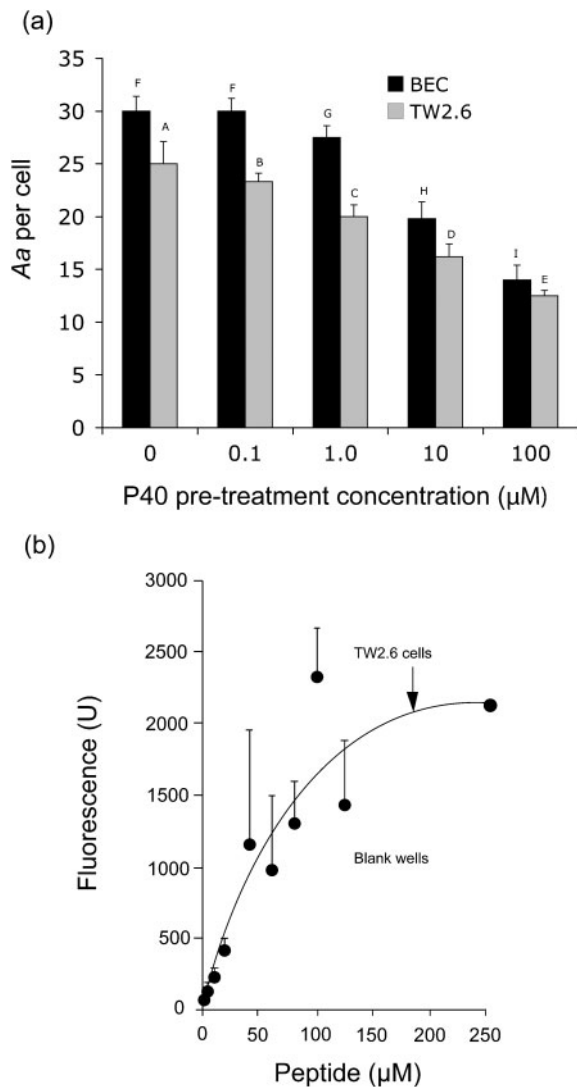 (a)
35
30
25
20
15
10
5
0
Aa per cell
BEC
TW2.6
F
A
F
B
G
C
H
D
I
E
0 0.1 1.0 10 100
P40 pre-treatment concentration (µM)
(b)
3000
2500
2000
1500
1000
500
0
Fluorescence (U)
TW2.6 cells
Blank wells
0 50 100 150 200 250
Peptide (µM)